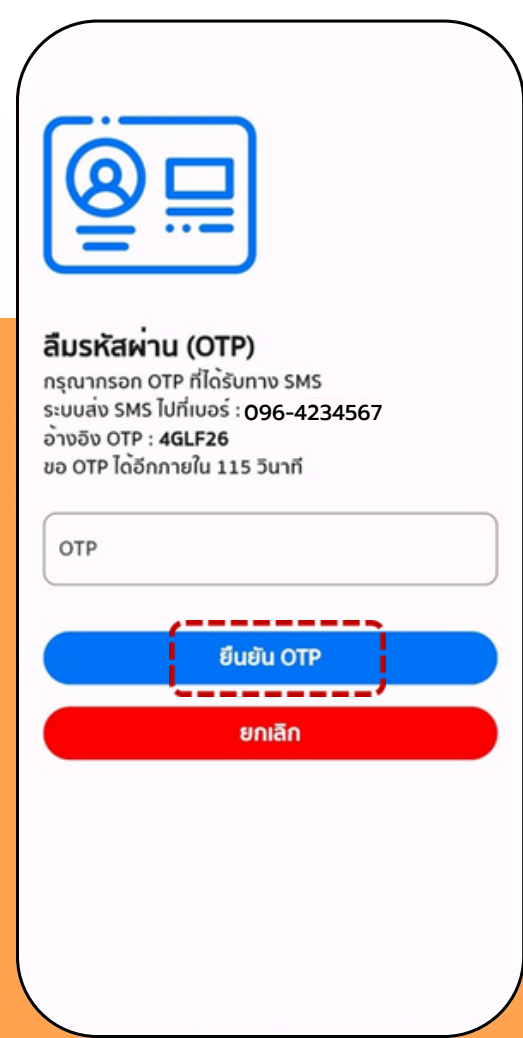 ลืมรหัสผ่าน (OTP)
กรุณากรอก OTP ที่ได้รับทาง SMS
ระบบส่ง SMS ไปที่เบอร์ : 096-4234567
อ้างอิง OTP : 4GLF26
ขอ OTP ได้อีกภายใน 115 วินาที
OTP
ยืนยัน OTP
ยกเลิก